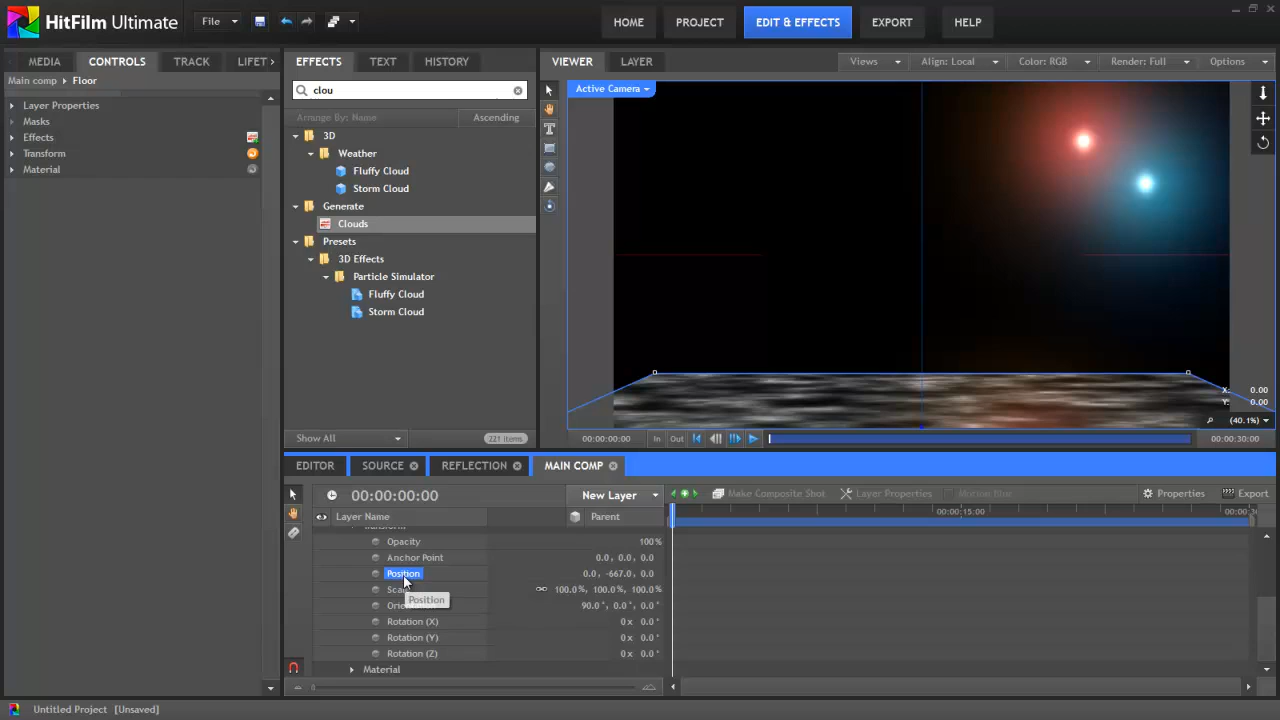 HitFilm Ultimate File HOME PROJECT EDIT & EFFECTS EXPORT HELP
MEDIA CONTROLS TRACK LIFET
Main comp Floor
Layer Properties
Masks
Effects
Transform
Material
EFFECTS TEXT HISTORY
clou
Arrange By: Name Ascending
3D
Weather
Fluffy Cloud
Storm Cloud
Generate
Clouds
Presets
3D Effects
Particle Simulator
Fluffy Cloud
Storm Cloud
Show All 221 items
VIEWER LAYER Views Align: Local Color: RGB Render: Full Options
Active Camera
X: 0.00
Y: 0.00
(40.1%)
00:00:00:00 In Out 00:00:30:00
EDITOR SOURCE REFLECTION MAIN COMP
00:00:00:00 New Layer Make Composite Shot Layer Properties Motion Blur Properties Export
Layer Name Parent 00:00:15:00
Opacity 100%
Anchor Point 0.0, 0.0, 0.0
Position 0.0, -667.0, 0.0
100.0%, 100.0%, 100.0%
Position
90.0°, 0.0°, 0.0°
Rotation (X) 0x 0.0°
Rotation (Y) 0x 0.0°
Rotation (Z) 0x 0.0°
Material
Untitled Project [Unsaved]